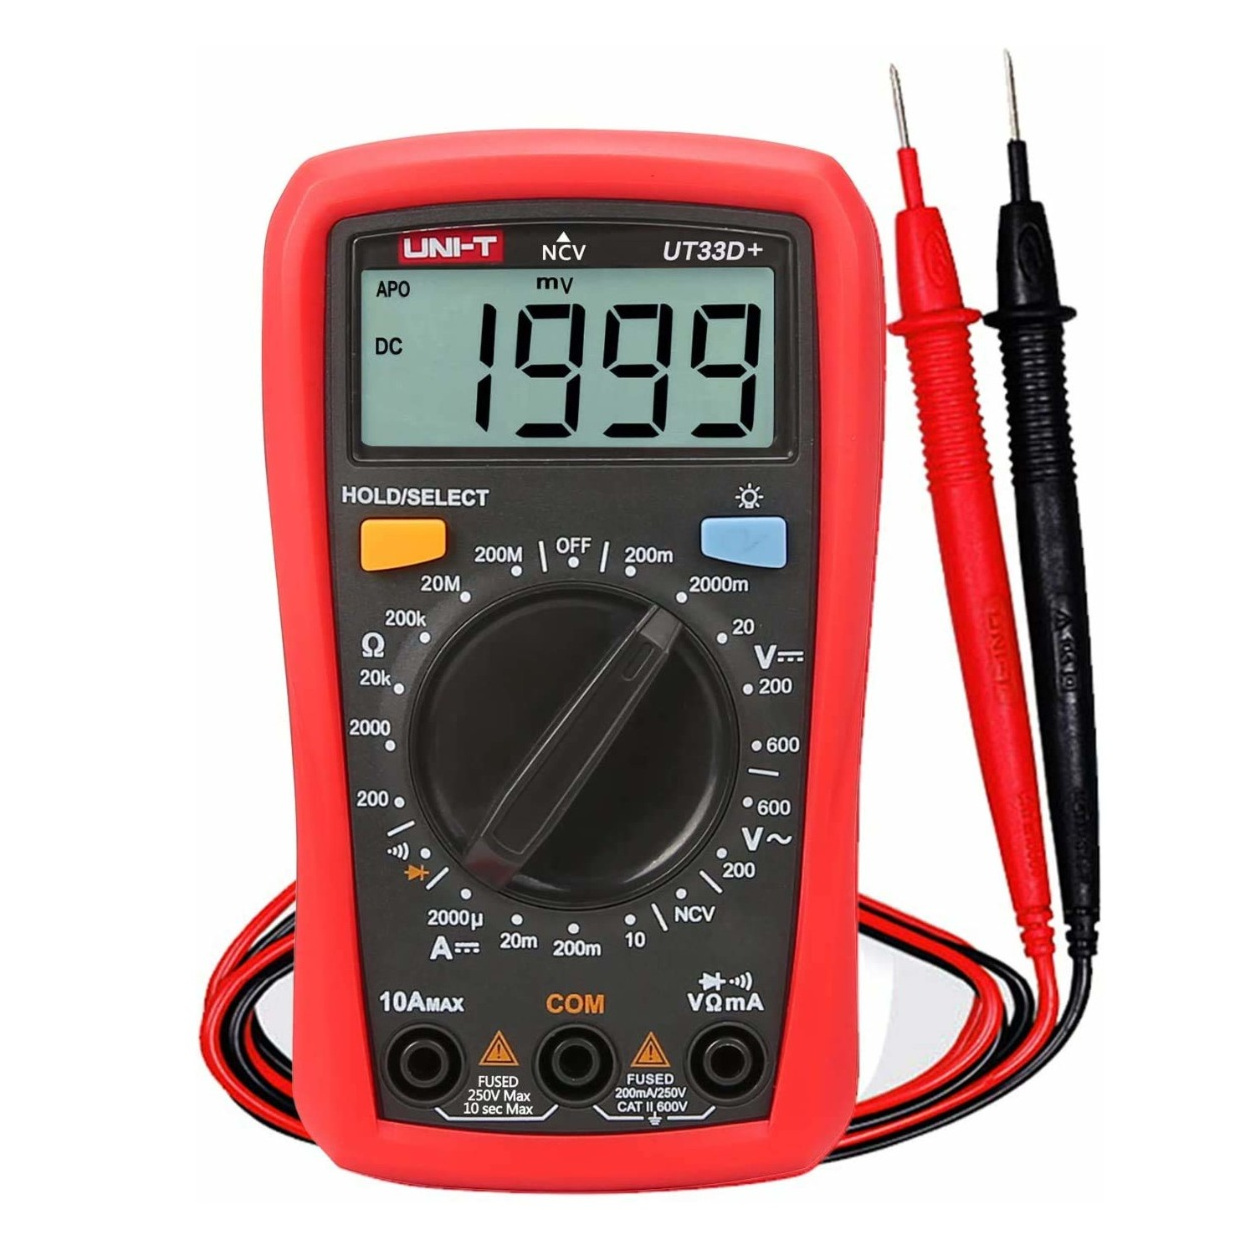 UNI-T NCV UT33D+
APO mV
DC 1999
HOLD/SELECT
200M OFF 200m
20M 2000m
200k 20
Ω V⎓
20k 200
2000 600
200 600
V~
200
2000µ NCV
A⎓ 20m 200m 10
10AMAX COM VΩmA
FUSED
250V Max
10 sec Max
FUSED
200mA/250V
CAT II 600V